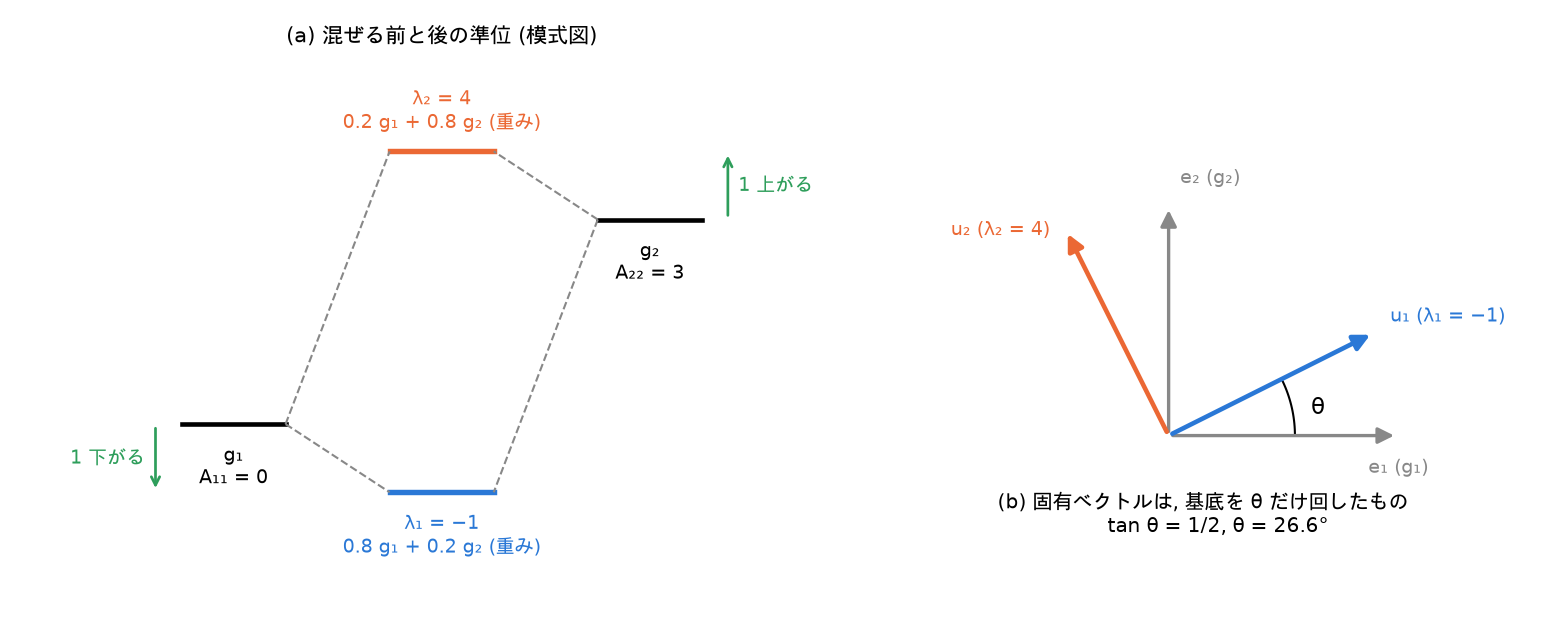 (a) 混ぜる前と後の準位 (模式図)
λ₂ = 4
0.2 g₁ + 0.8 g₂ (重み)
1 上がる
g₂
A₂₂ = 3
1 下がる
g₁
A₁₁ = 0
λ₁ = −1
0.8 g₁ + 0.2 g₂ (重み)
e₂ (g₂)
u₂ (λ₂ = 4)
u₁ (λ₁ = −1)
θ
e₁ (g₁)
(b) 固有ベクトルは, 基底を θ だけ回したもの
tan θ = 1/2, θ = 26.6°